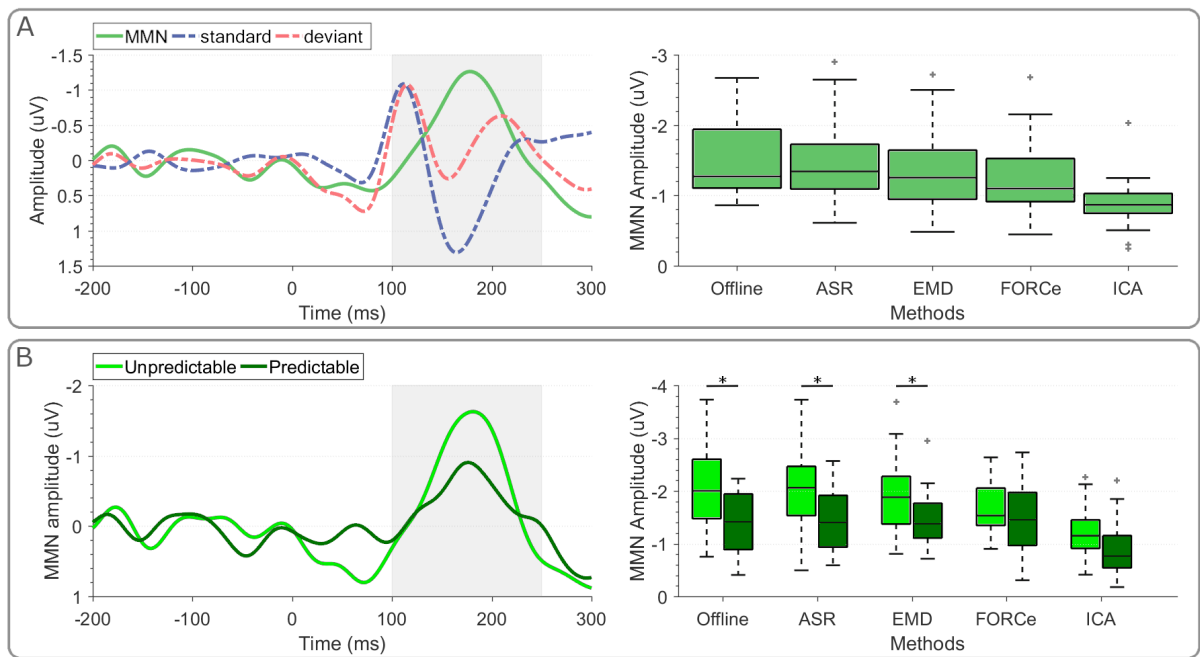 A
MMN standard deviant
-1.5
-1
-0.5
0
0.5
1
1.5
Amplitude (uV)
-200 -100 0 100 200 300
Time (ms)
-3
-2
-1
0
MMN Amplitude (uV)
Offline ASR EMD FORCe ICA
Methods
B
Unpredictable Predictable
-2
-1
0
1
MMN amplitude (uV)
-200 -100 0 100 200 300
Time (ms)
* * *
-4
-3
-2
-1
0
MMN Amplitude (uV)
Offline ASR EMD FORCe ICA
Methods